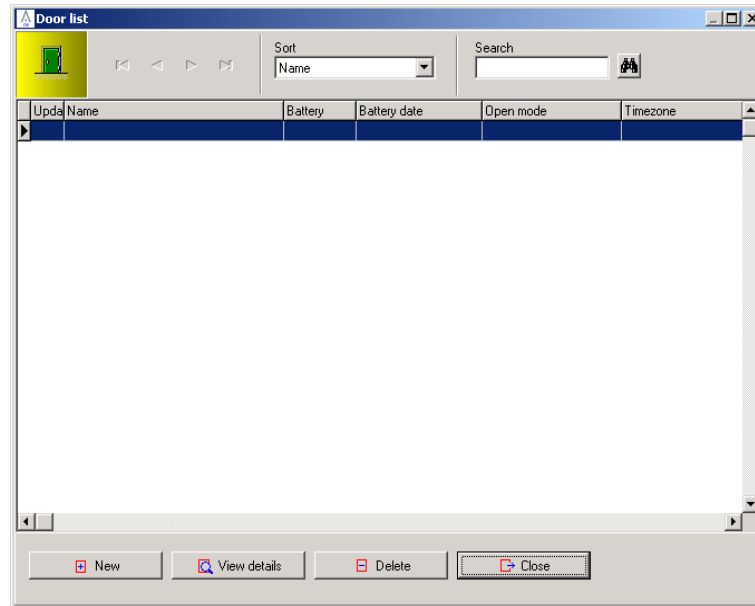 Door list
Sort
Search
Name
Upda Name Battery Battery date Open mode Timezone
New View details Delete Close